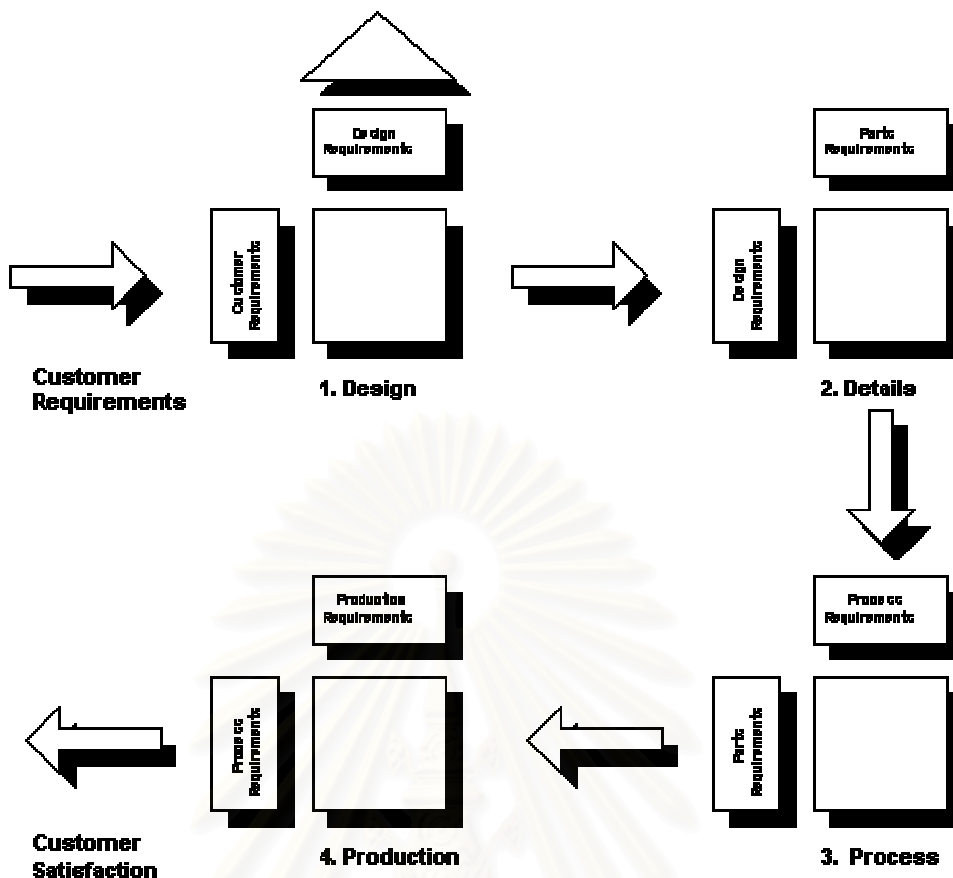 Design
Requirements
Parts
Requirements
Customer
Requirements
Design
Requirements
Customer
Requirements
1. Design
2. Details
Production
Requirements
Process
Requirements
Process
Requirements
Parts
Requirements
Customer
Satisfaction
4. Production
3. Process